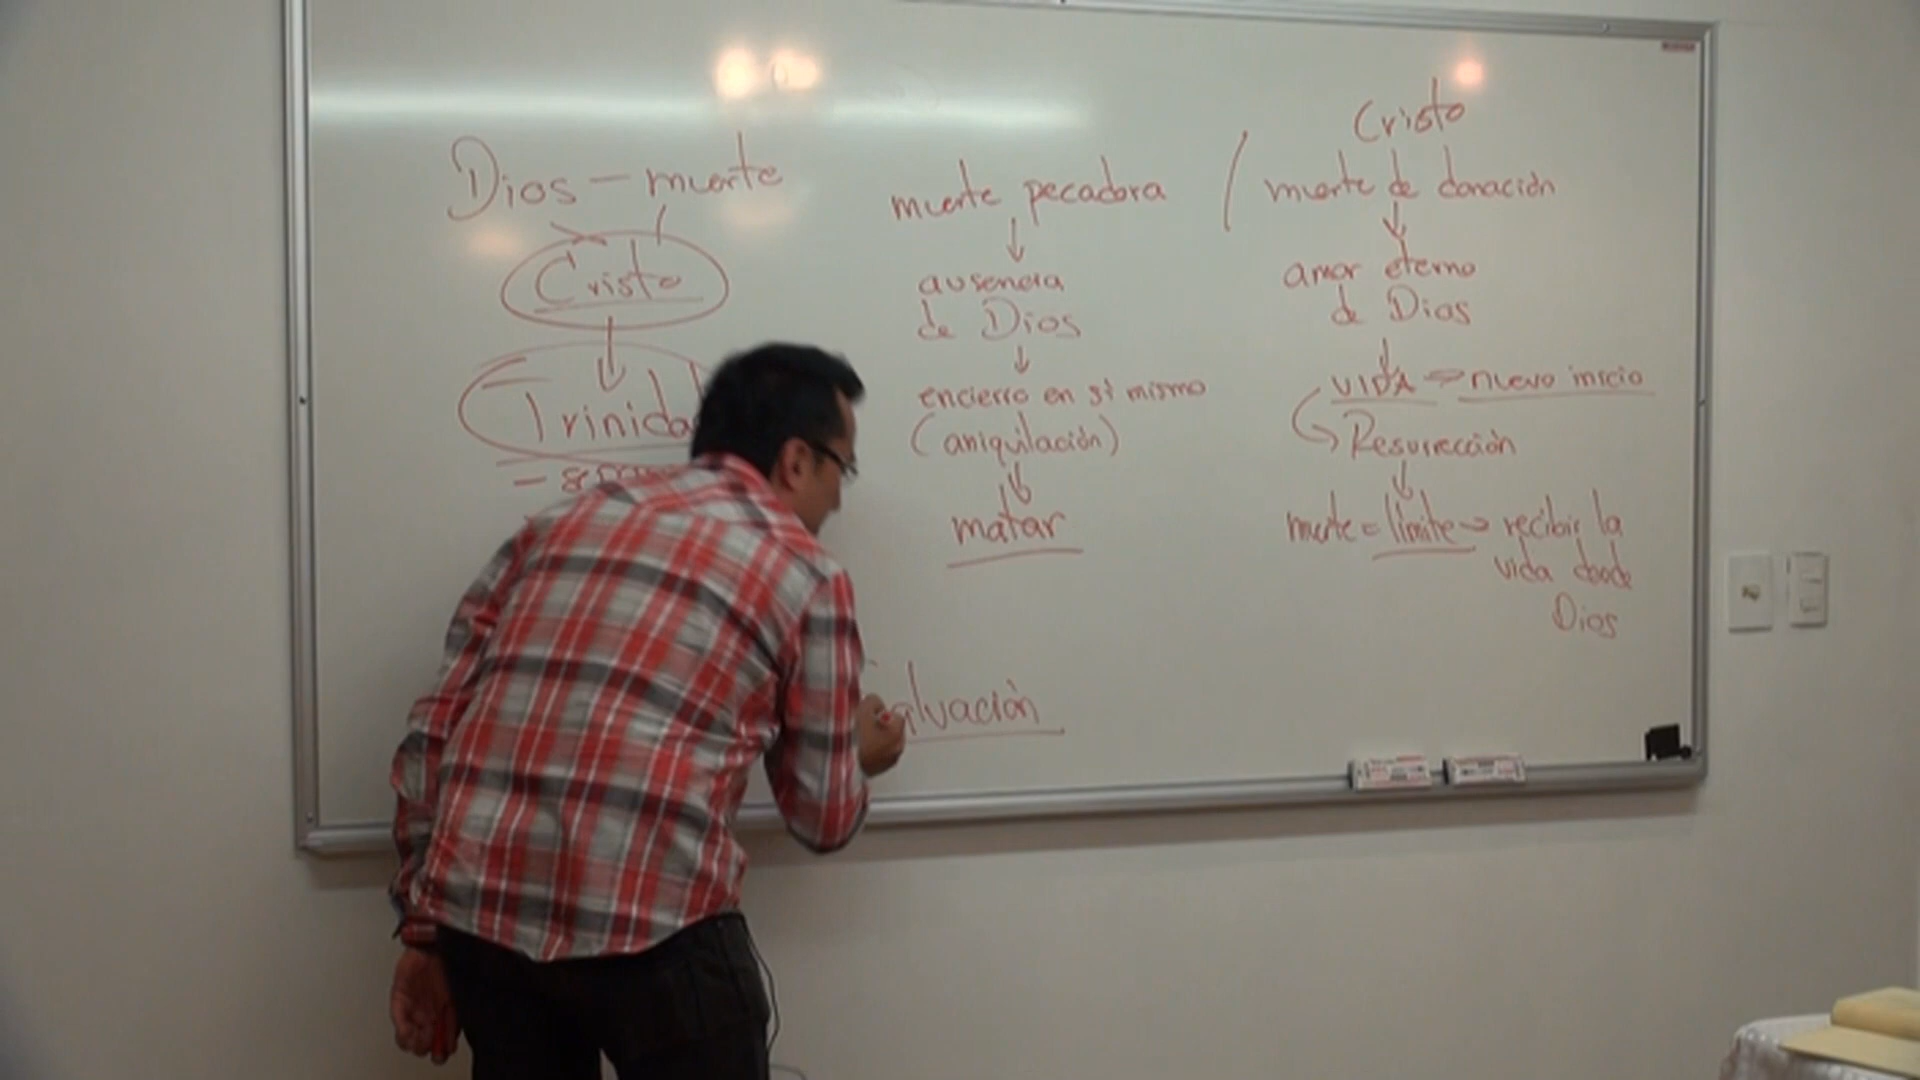 Dios – muerte
Cristo
Trinida
muerte pecadora
↓
ausencia
de Dios
↓
encierro en sí mismo
(aniquilación)
↓
matar
alvación
Cristo
muerte de donación
↓
amor eterno
de Dios
↓
VIDA → nuevo inicio
Resurrección
↓
muerte = límite → recibir la
vida desde
Dios